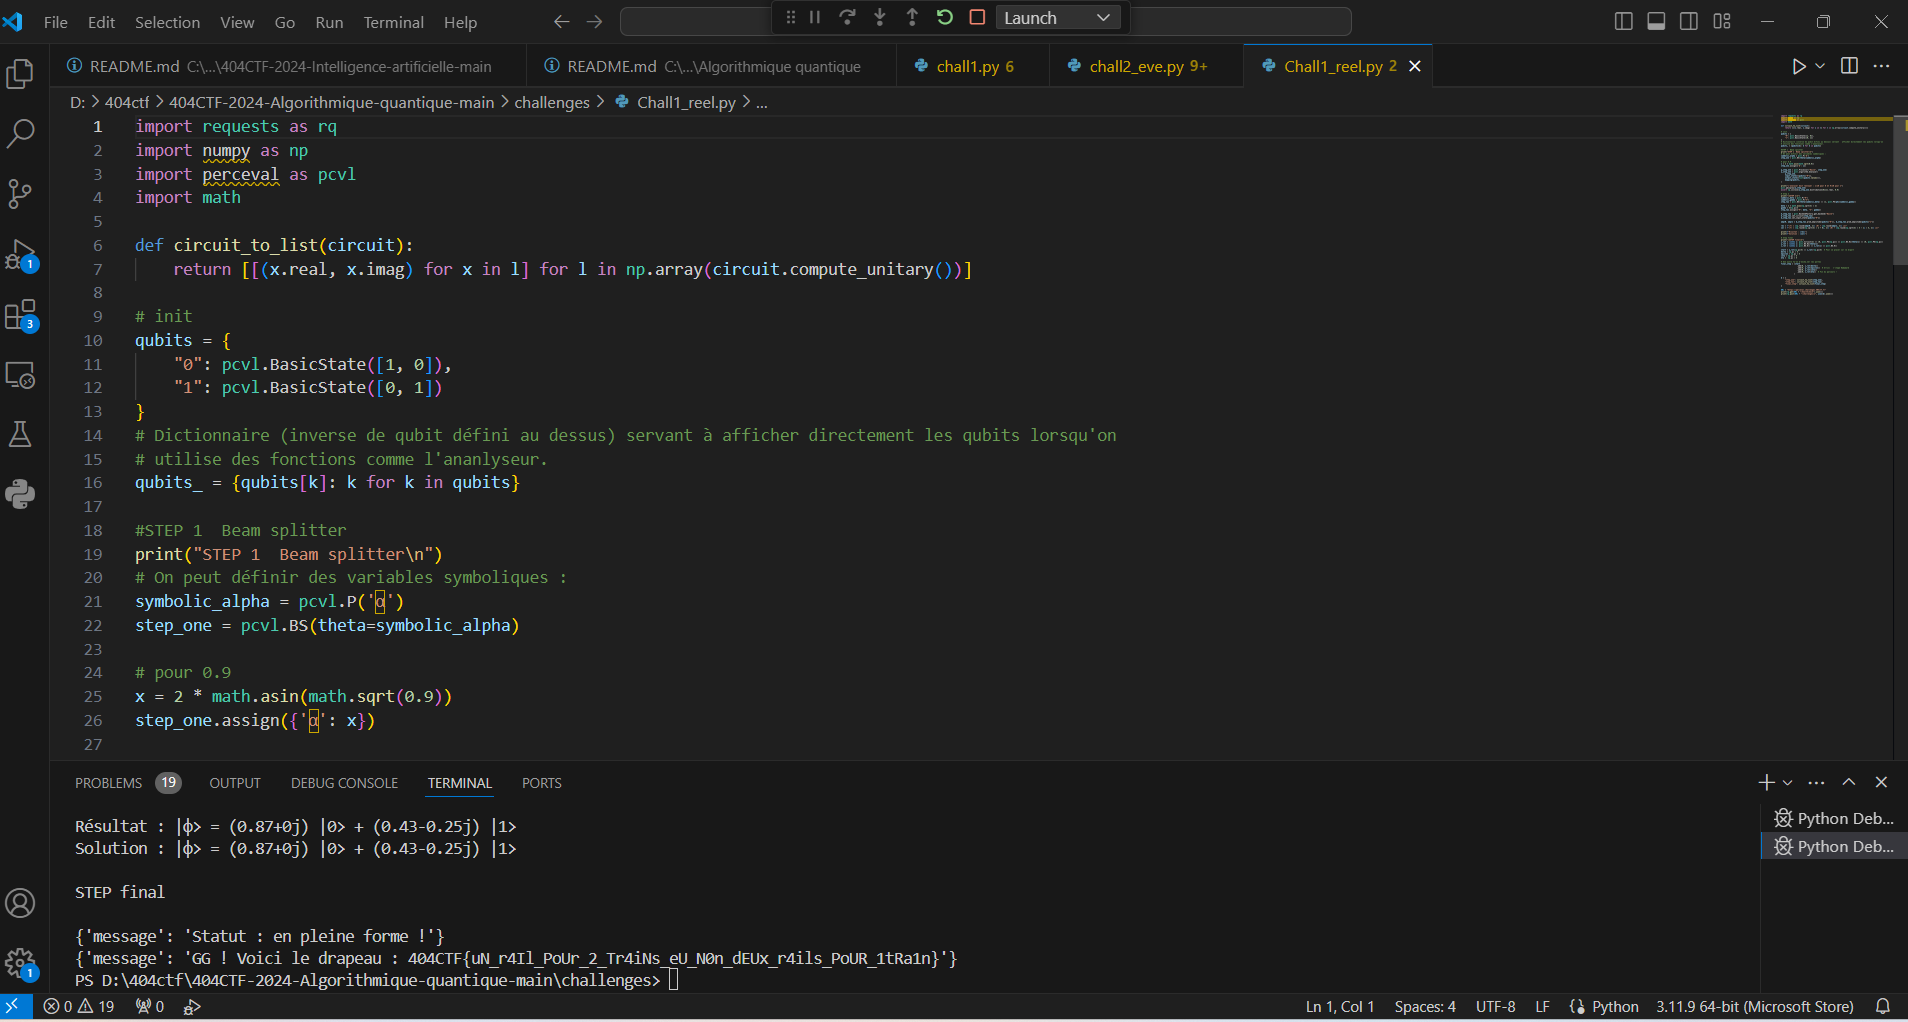 File Edit Selection View Go Run Terminal Help
Launch
README.md C:\...\404CTF-2024-Intelligence-artificielle-main
README.md C:\...\Algorithmique quantique
chall1.py 6
chall2_eve.py 9+
Chall1_reel.py 2
D: > 404ctf > 404CTF-2024-Algorithmique-quantique-main > challenges > Chall1_reel.py > ...
1 import requests as rq
2 import numpy as np
3 import perceval as pcvl
4 import math
5
6 def circuit_to_list(circuit):
7 return [[(x.real, x.imag) for x in l] for l in np.array(circuit.compute_unitary())]
8
9 # init
10 qubits = {
11 "0": pcvl.BasicState([1, 0]),
12 "1": pcvl.BasicState([0, 1])
13 }
14 # Dictionnaire (inverse de qubit défini au dessus) servant à afficher directement les qubits lorsqu'on
15 # utilise des fonctions comme l'ananlyseur.
16 qubits_ = {qubits[k]: k for k in qubits}
17
18 #STEP 1  Beam splitter
19 print("STEP 1  Beam splitter\n")
20 # On peut définir des variables symboliques :
21 symbolic_alpha = pcvl.P('α')
22 step_one = pcvl.BS(theta=symbolic_alpha)
23
24 # pour 0.9
25 x = 2 * math.asin(math.sqrt(0.9))
26 step_one.assign({'α': x})
27
1
3
PROBLEMS 19 OUTPUT DEBUG CONSOLE TERMINAL PORTS
Résultat : |ϕ> = (0.87+0j) |0> + (0.43-0.25j) |1>
Solution : |ϕ> = (0.87+0j) |0> + (0.43-0.25j) |1>
STEP final
{'message': 'Statut : en pleine forme !'}
{'message': 'GG ! Voici le drapeau : 404CTF{uN_r4Il_PoUr_2_Tr4iNs_eU_N0n_dEUx_r4ils_PoUR_1tRa1n}'}
PS D:\404ctf\404CTF-2024-Algorithmique-quantique-main\challenges>
Python Deb...
Python Deb...
1
0 19 0
Ln 1, Col 1 Spaces: 4 UTF-8 LF Python 3.11.9 64-bit (Microsoft Store)